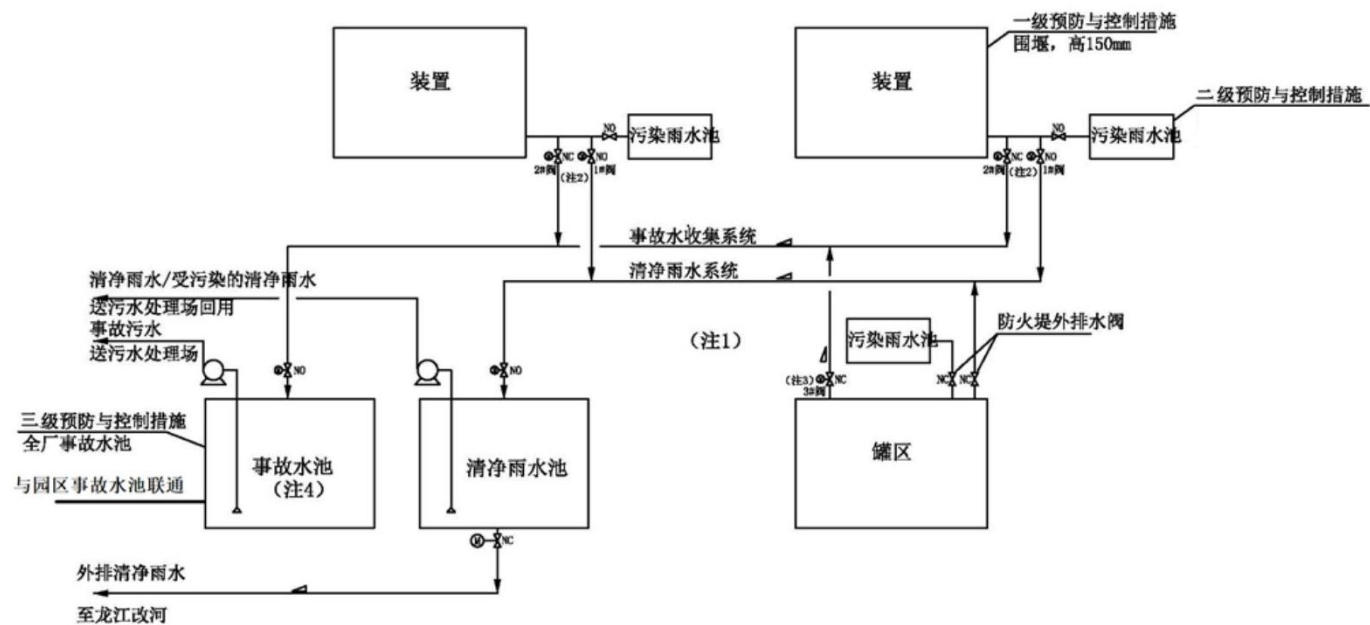 一级预防与控制措施
围堰，高150mm
装置
装置
二级预防与控制措施
NO
污染雨水池
NO
污染雨水池
NC
NO
2#阀
(注2)
1#阀
NC
NO
2#阀
(注2)
1#阀
事故水收集系统
清净雨水/受污染的清净雨水
清净雨水系统
送污水处理场回用
事故污水
送污水处理场
(注1)
污染雨水池
防火堤外排水阀
NO
NO
(注3)
NC
3#阀
NC
NC
三级预防与控制措施
全厂事故水池
事故水池
(注4)
清净雨水池
罐区
与园区事故水池联通
M
NC
外排清净雨水
至龙江改河